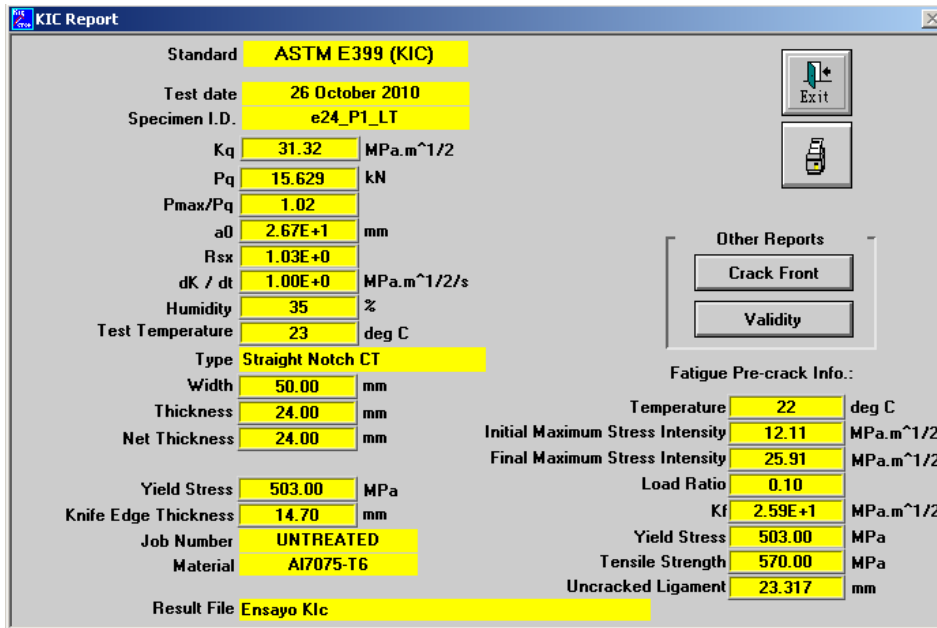 KIC Report
Standard ASTM E399 (KIC)
Test date 26 October 2010
Specimen I.D. e24_P1_LT
Kq 31.32 MPa.m^1/2
Pq 15.629 kN
Pmax/Pq 1.02
a0 2.67E+1 mm
Rsx 1.03E+0
dK / dt 1.00E+0 MPa.m^1/2/s
Humidity 35 %
Test Temperature 23 deg C
Type Straight Notch CT
Width 50.00 mm
Thickness 24.00 mm
Net Thickness 24.00 mm
Yield Stress 503.00 MPa
Knife Edge Thickness 14.70 mm
Job Number UNTREATED
Material Al7075-T6
Result File Ensayo KIc
Exit
Other Reports
Crack Front
Validity
Fatigue Pre-crack Info.:
Temperature 22 deg C
Initial Maximum Stress Intensity 12.11 MPa.m^1/2
Final Maximum Stress Intensity 25.91 MPa.m^1/2
Load Ratio 0.10
Kf 2.59E+1 MPa.m^1/2
Yield Stress 503.00 MPa
Tensile Strength 570.00 MPa
Uncracked Ligament 23.317 mm